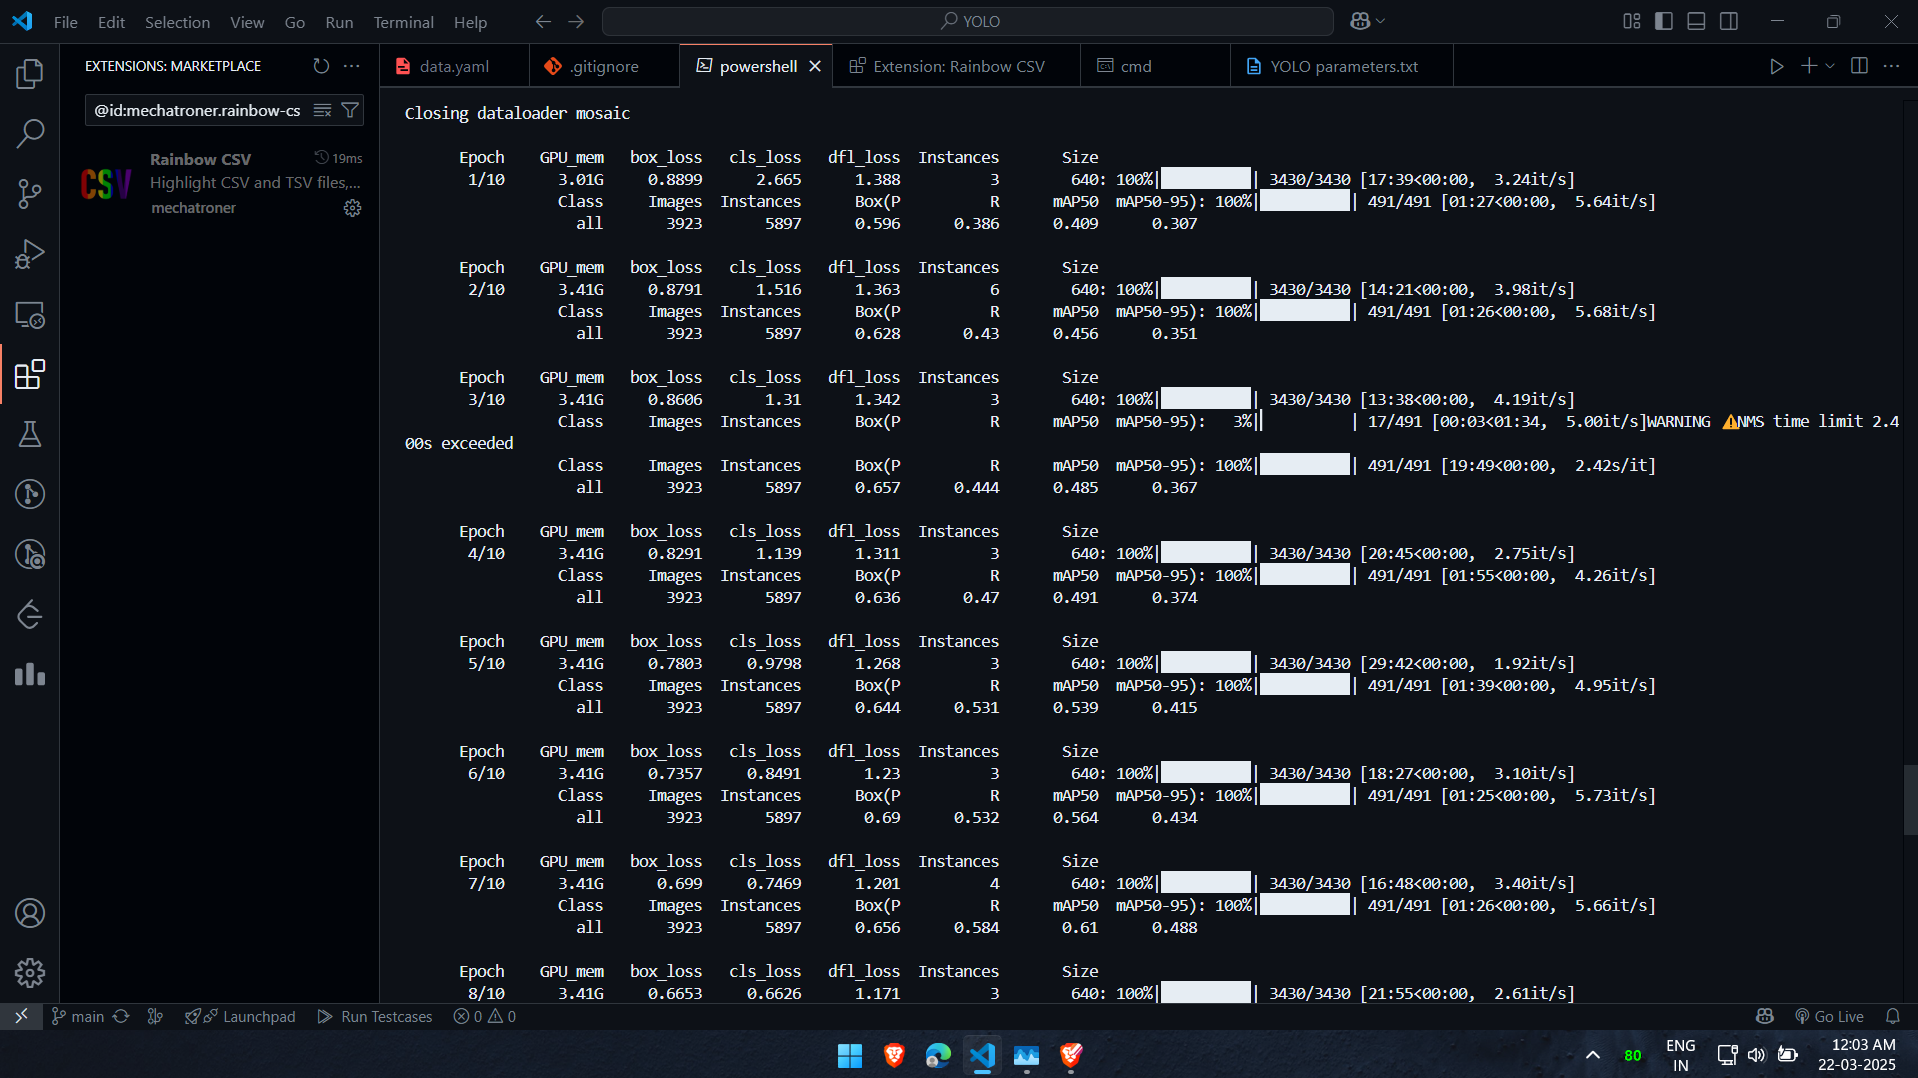 File Edit Selection View Go Run Terminal Help
YOLO
EXTENSIONS: MARKETPLACE
data.yaml
.gitignore
powershell
Extension: Rainbow CSV
cmd
YOLO parameters.txt
@id:mechatroner.rainbow-cs
CSV
Rainbow CSV 19ms
Highlight CSV and TSV files,...
mechatroner
Closing dataloader mosaic
Epoch GPU_mem box_loss cls_loss dfl_loss Instances Size
1/10 3.01G 0.8899 2.665 1.388 3 640: 100%| | 3430/3430 [17:39<00:00, 3.24it/s]
Class Images Instances Box(P R mAP50 mAP50-95): 100%| | 491/491 [01:27<00:00, 5.64it/s]
all 3923 5897 0.596 0.386 0.409 0.307
Epoch GPU_mem box_loss cls_loss dfl_loss Instances Size
2/10 3.41G 0.8791 1.516 1.363 6 640: 100%| | 3430/3430 [14:21<00:00, 3.98it/s]
Class Images Instances Box(P R mAP50 mAP50-95): 100%| | 491/491 [01:26<00:00, 5.68it/s]
all 3923 5897 0.628 0.43 0.456 0.351
Epoch GPU_mem box_loss cls_loss dfl_loss Instances Size
3/10 3.41G 0.8606 1.31 1.342 3 640: 100%| | 3430/3430 [13:38<00:00, 4.19it/s]
Class Images Instances Box(P R mAP50 mAP50-95): 3%| | 17/491 [00:03<01:34, 5.00it/s]WARNING ⚠️NMS time limit 2.4
00s exceeded
Class Images Instances Box(P R mAP50 mAP50-95): 100%| | 491/491 [19:49<00:00, 2.42s/it]
all 3923 5897 0.657 0.444 0.485 0.367
Epoch GPU_mem box_loss cls_loss dfl_loss Instances Size
4/10 3.41G 0.8291 1.139 1.311 3 640: 100%| | 3430/3430 [20:45<00:00, 2.75it/s]
Class Images Instances Box(P R mAP50 mAP50-95): 100%| | 491/491 [01:55<00:00, 4.26it/s]
all 3923 5897 0.636 0.47 0.491 0.374
Epoch GPU_mem box_loss cls_loss dfl_loss Instances Size
5/10 3.41G 0.7803 0.9798 1.268 3 640: 100%| | 3430/3430 [29:42<00:00, 1.92it/s]
Class Images Instances Box(P R mAP50 mAP50-95): 100%| | 491/491 [01:39<00:00, 4.95it/s]
all 3923 5897 0.644 0.531 0.539 0.415
Epoch GPU_mem box_loss cls_loss dfl_loss Instances Size
6/10 3.41G 0.7357 0.8491 1.23 3 640: 100%| | 3430/3430 [18:27<00:00, 3.10it/s]
Class Images Instances Box(P R mAP50 mAP50-95): 100%| | 491/491 [01:25<00:00, 5.73it/s]
all 3923 5897 0.69 0.532 0.564 0.434
Epoch GPU_mem box_loss cls_loss dfl_loss Instances Size
7/10 3.41G 0.699 0.7469 1.201 4 640: 100%| | 3430/3430 [16:48<00:00, 3.40it/s]
Class Images Instances Box(P R mAP50 mAP50-95): 100%| | 491/491 [01:26<00:00, 5.66it/s]
all 3923 5897 0.656 0.584 0.61 0.488
Epoch GPU_mem box_loss cls_loss dfl_loss Instances Size
8/10 3.41G 0.6653 0.6626 1.171 3 640: 100%| | 3430/3430 [21:55<00:00, 2.61it/s]
main Launchpad Run Testcases 0 0 Go Live
80
ENG
IN
12:03 AM
22-03-2025